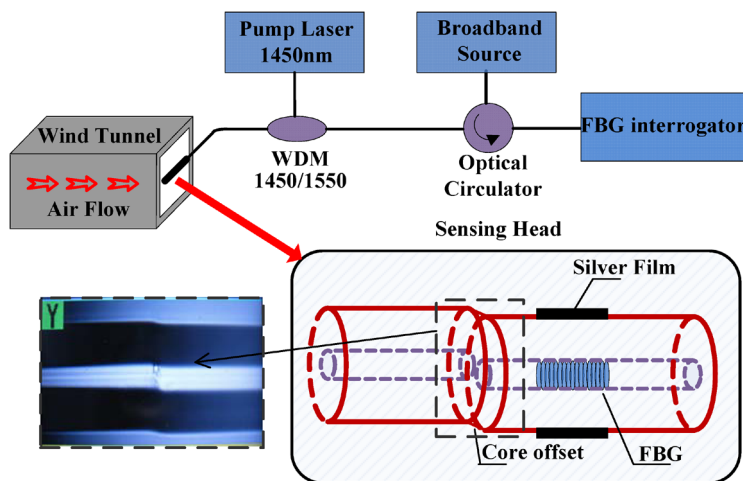 Pump Laser
1450nm
Broadband
Source
Wind Tunnel
Air Flow
WDM
1450/1550
Optical
Circulator
FBG interrogator
Sensing Head
Silver Film
Y
Core offset
FBG